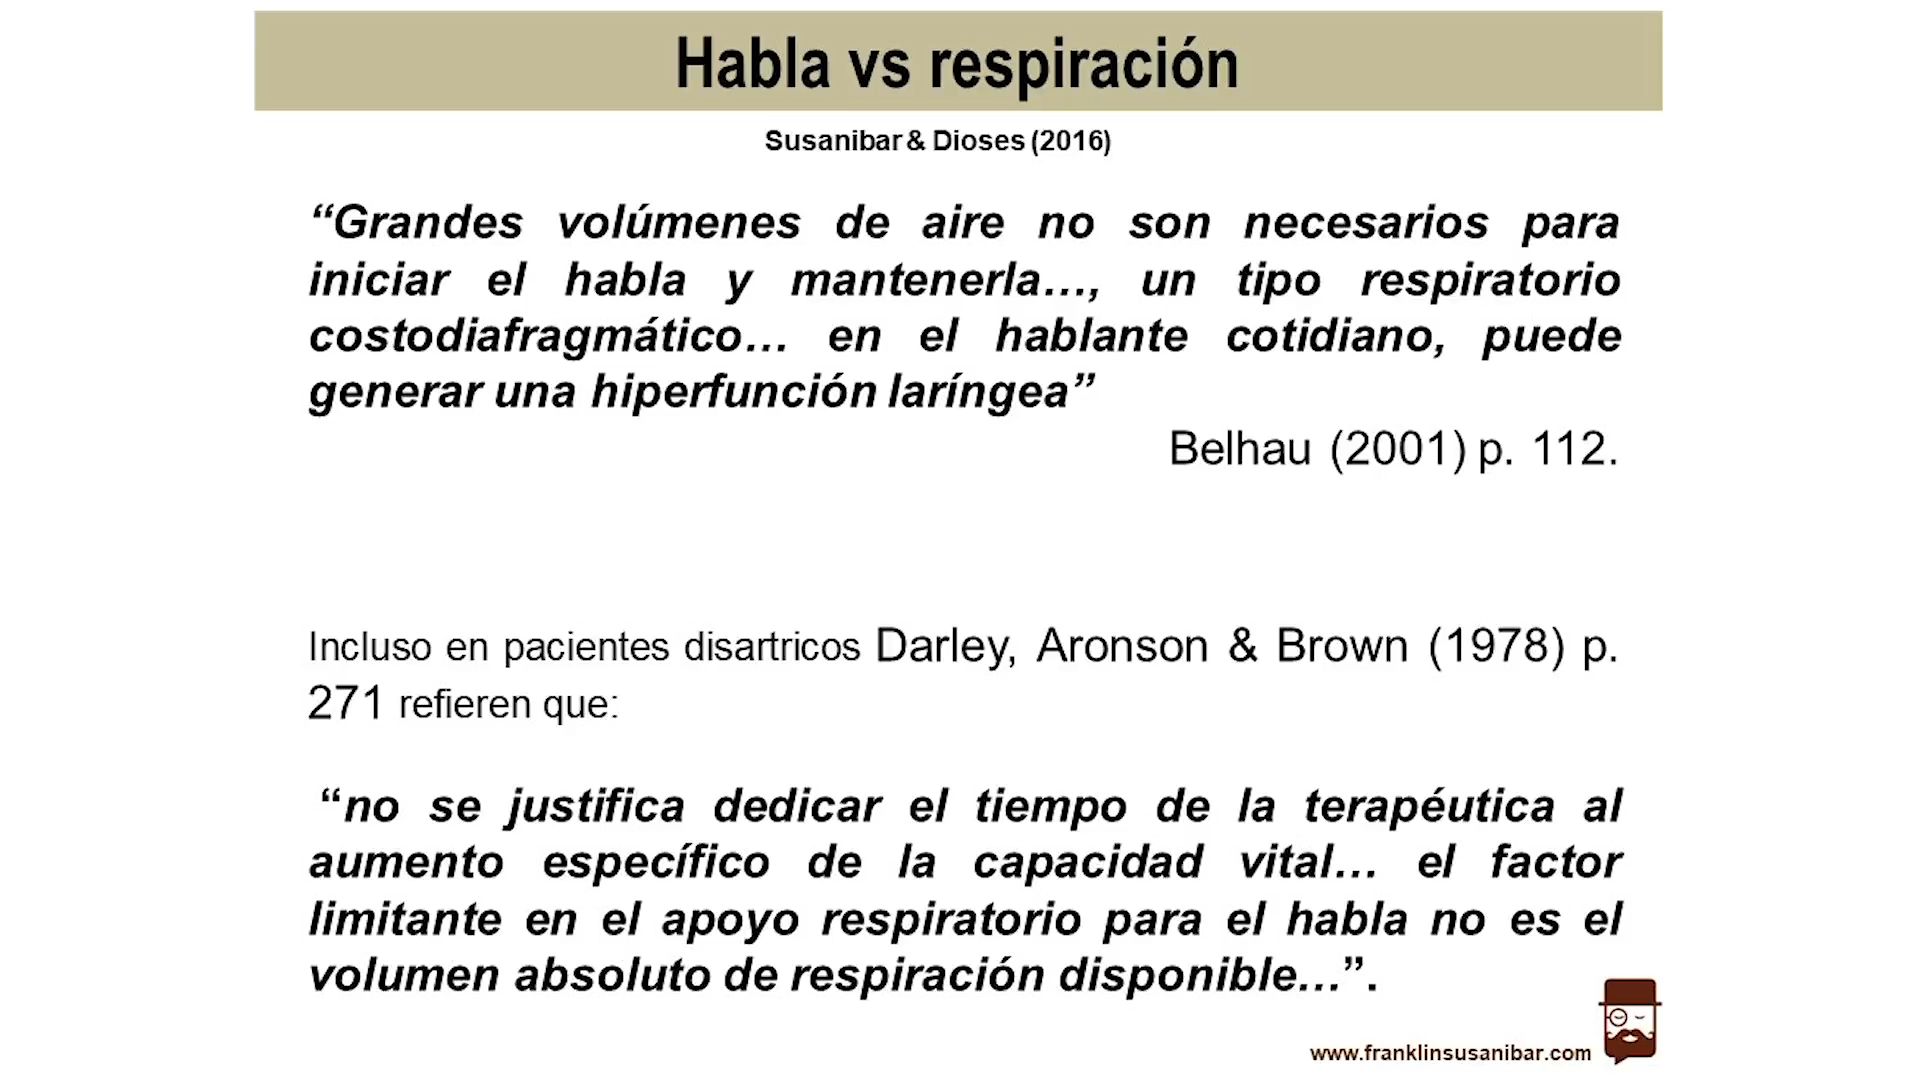 Habla vs respiración
Susanibar & Dioses (2016)
“Grandes volúmenes de aire no son necesarios para
iniciar el habla y mantenerla…, un tipo respiratorio
costodiafragmático… en el hablante cotidiano, puede
generar una hiperfunción laríngea”
Belhau (2001) p. 112.
Incluso en pacientes disartricos Darley, Aronson & Brown (1978) p.
271 refieren que:
“no se justifica dedicar el tiempo de la terapéutica al
aumento específico de la capacidad vital… el factor
limitante en el apoyo respiratorio para el habla no es el
volumen absoluto de respiración disponible…”.
www.franklinsusanibar.com